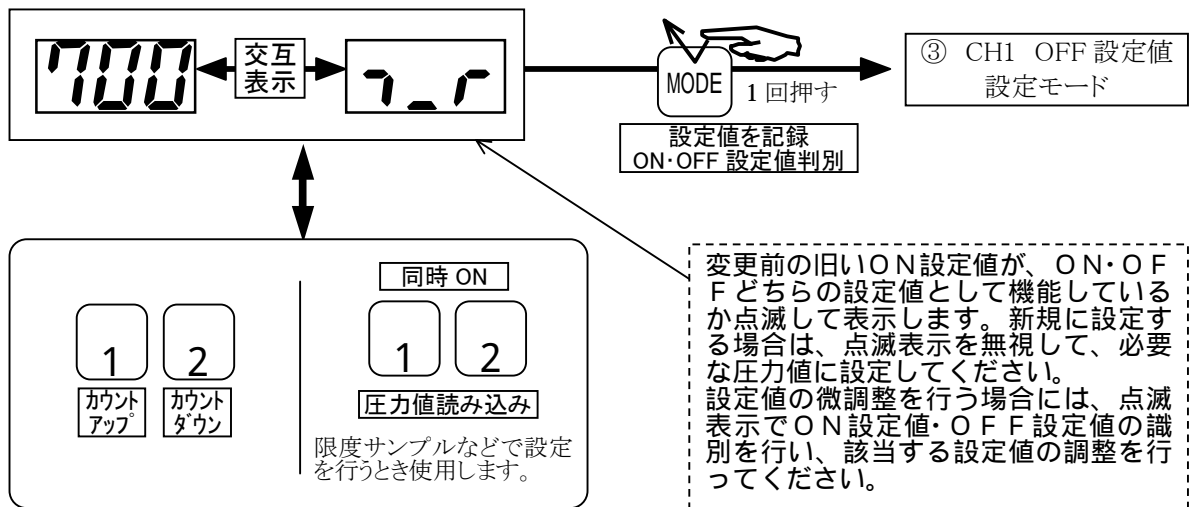 700
交互
表示
┐_r
MODE
1 回押す
設定値を記録
ON･OFF 設定値判別
③ CH1 OFF 設定値
設定モード
1
カウント
アップ
2
カウント
ダウン
同時 ON
1 2
圧力値読み込み
限度サンプルなどで設定
を行うとき使用します。
変更前の旧いＯＮ設定値が、ＯＮ･ＯＦ
Ｆどちらの設定値として機能している
か点滅して表示します。新規に設定す
る場合は、点滅表示を無視して、必要
な圧力値に設定してください。
設定値の微調整を行う場合には、点滅
表示でＯＮ設定値･ＯＦＦ設定値の識
別を行い、該当する設定値の調整を行
ってください。